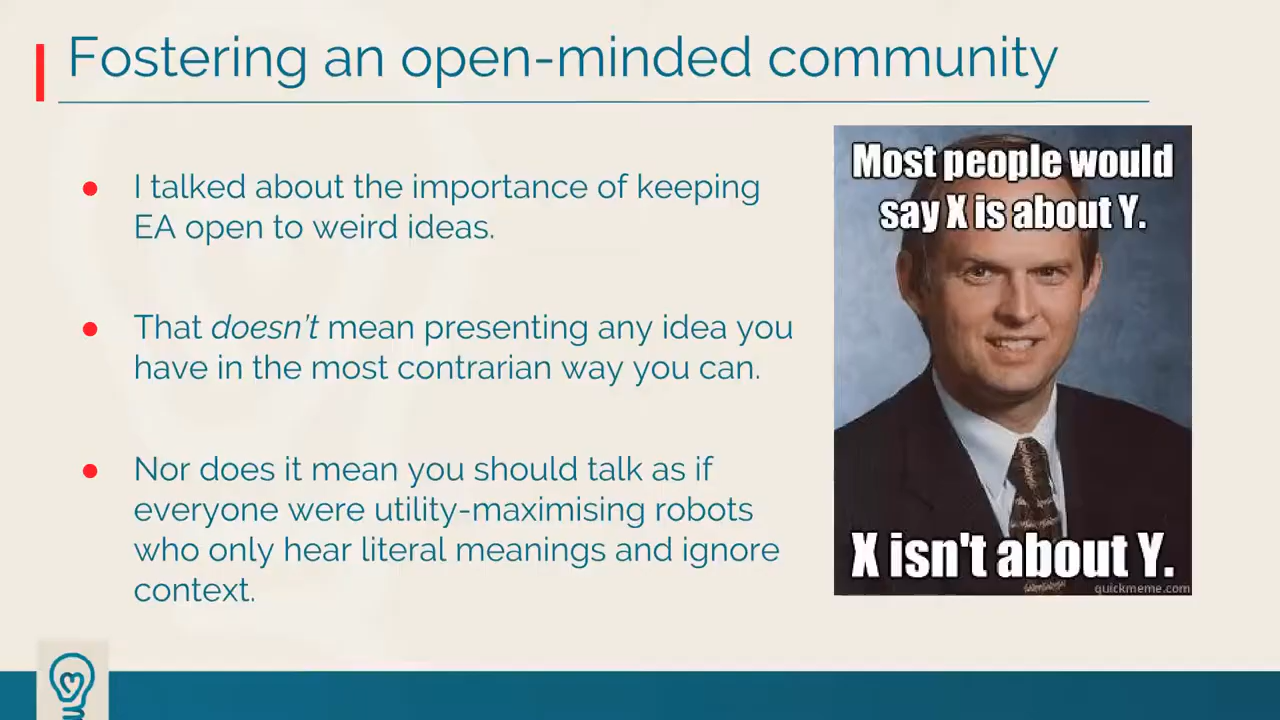 Fostering an open-minded community
● I talked about the importance of keeping
EA open to weird ideas.
● That doesn't mean presenting any idea you
have in the most contrarian way you can.
● Nor does it mean you should talk as if
everyone were utility-maximising robots
who only hear literal meanings and ignore
context.
Most people would
say X is about Y.
X isn't about Y.
quickmeme.com